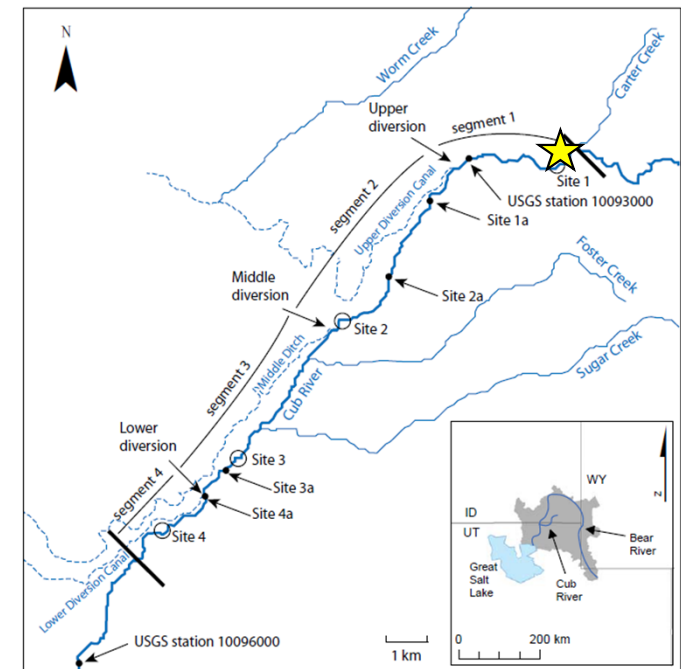 N
Worm Creek
Carter Creek
Upper
diversion
segment 1
Site 1
USGS station 10093000
segment 2
Upper Diversion Canal
Site 1a
Foster Creek
Middle
diversion
Site 2a
Site 2
Sugar Creek
segment 3
Middle Ditch
Cub River
Lower
diversion
Site 3
Site 3a
segment 4
Site 4a
Site 4
Lower Diversion Canal
USGS station 10096000
1 km
WY
N
ID
UT
Bear
River
Great
Salt
Lake
Cub
River
0
200 km